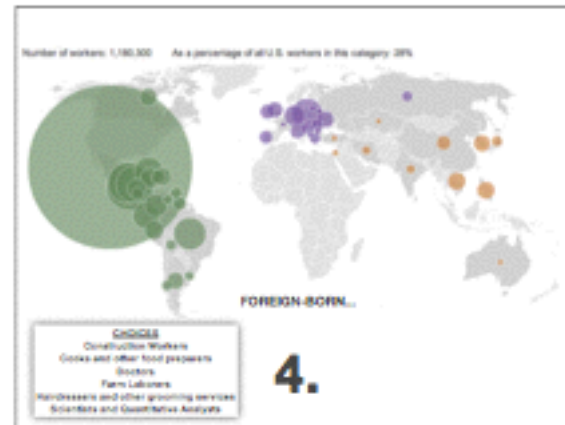 Number of workers: 1,160,300 As a percentage of all U.S. workers in this category: 28%
FOREIGN-BORN...
CHOICES
Construction Workers
Cooks and other food preparers
Doctors
Farm Laborers
Hairdressers and other grooming services
Scientists and Quantitative Analysts
4.